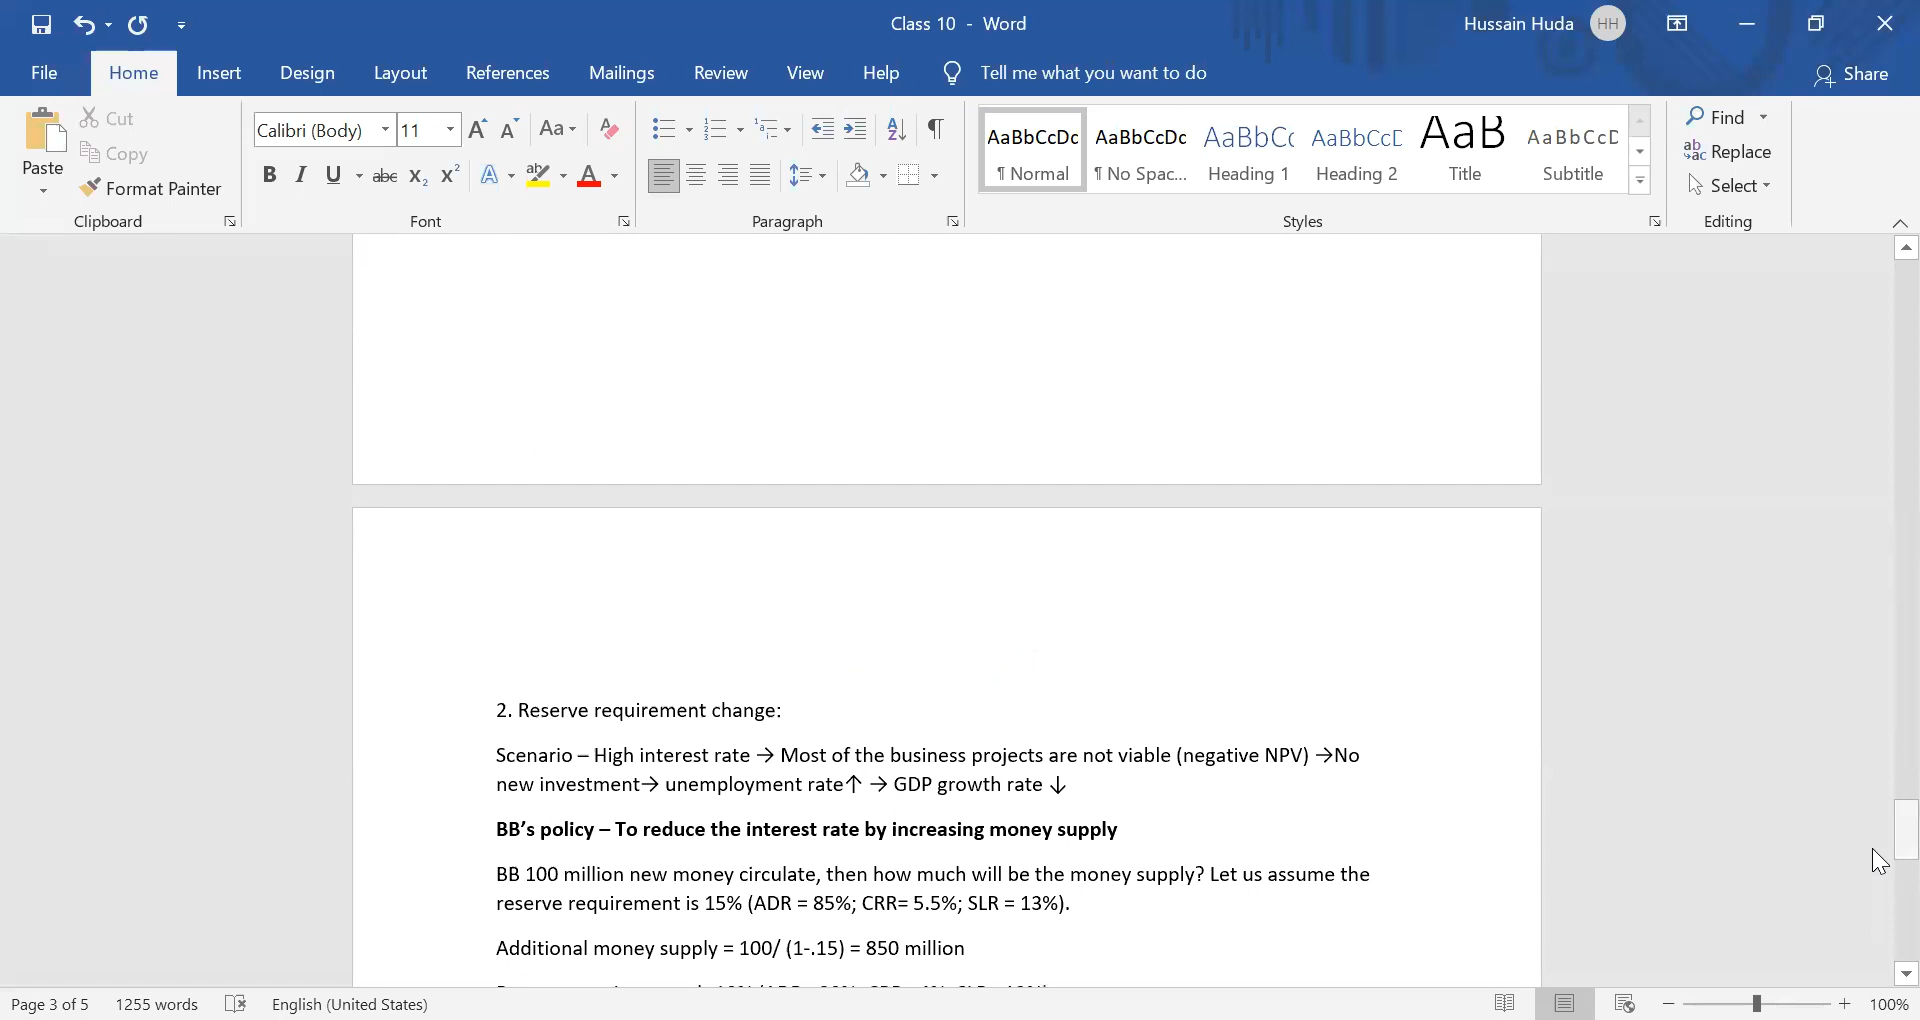 Class 10 - Word
Hussain Huda HH
File Home Insert Design Layout References Mailings Review View Help Tell me what you want to do Share
Paste
Cut
Copy
Format Painter
Clipboard
Calibri (Body) 11
Font
Paragraph
AaBbCcDc AaBbCcDc AaBbCc AaBbCcD AaB AaBbCcD
¶ Normal ¶ No Spac... Heading 1 Heading 2 Title Subtitle
Styles
Find
Replace
Select
Editing
2. Reserve requirement change:
Scenario – High interest rate → Most of the business projects are not viable (negative NPV) →No
new investment→ unemployment rate↑ → GDP growth rate ↓
BB’s policy – To reduce the interest rate by increasing money supply
BB 100 million new money circulate, then how much will be the money supply? Let us assume the
reserve requirement is 15% (ADR = 85%; CRR= 5.5%; SLR = 13%).
Additional money supply = 100/ (1-.15) = 850 million
Page 3 of 5 1255 words English (United States) 100%